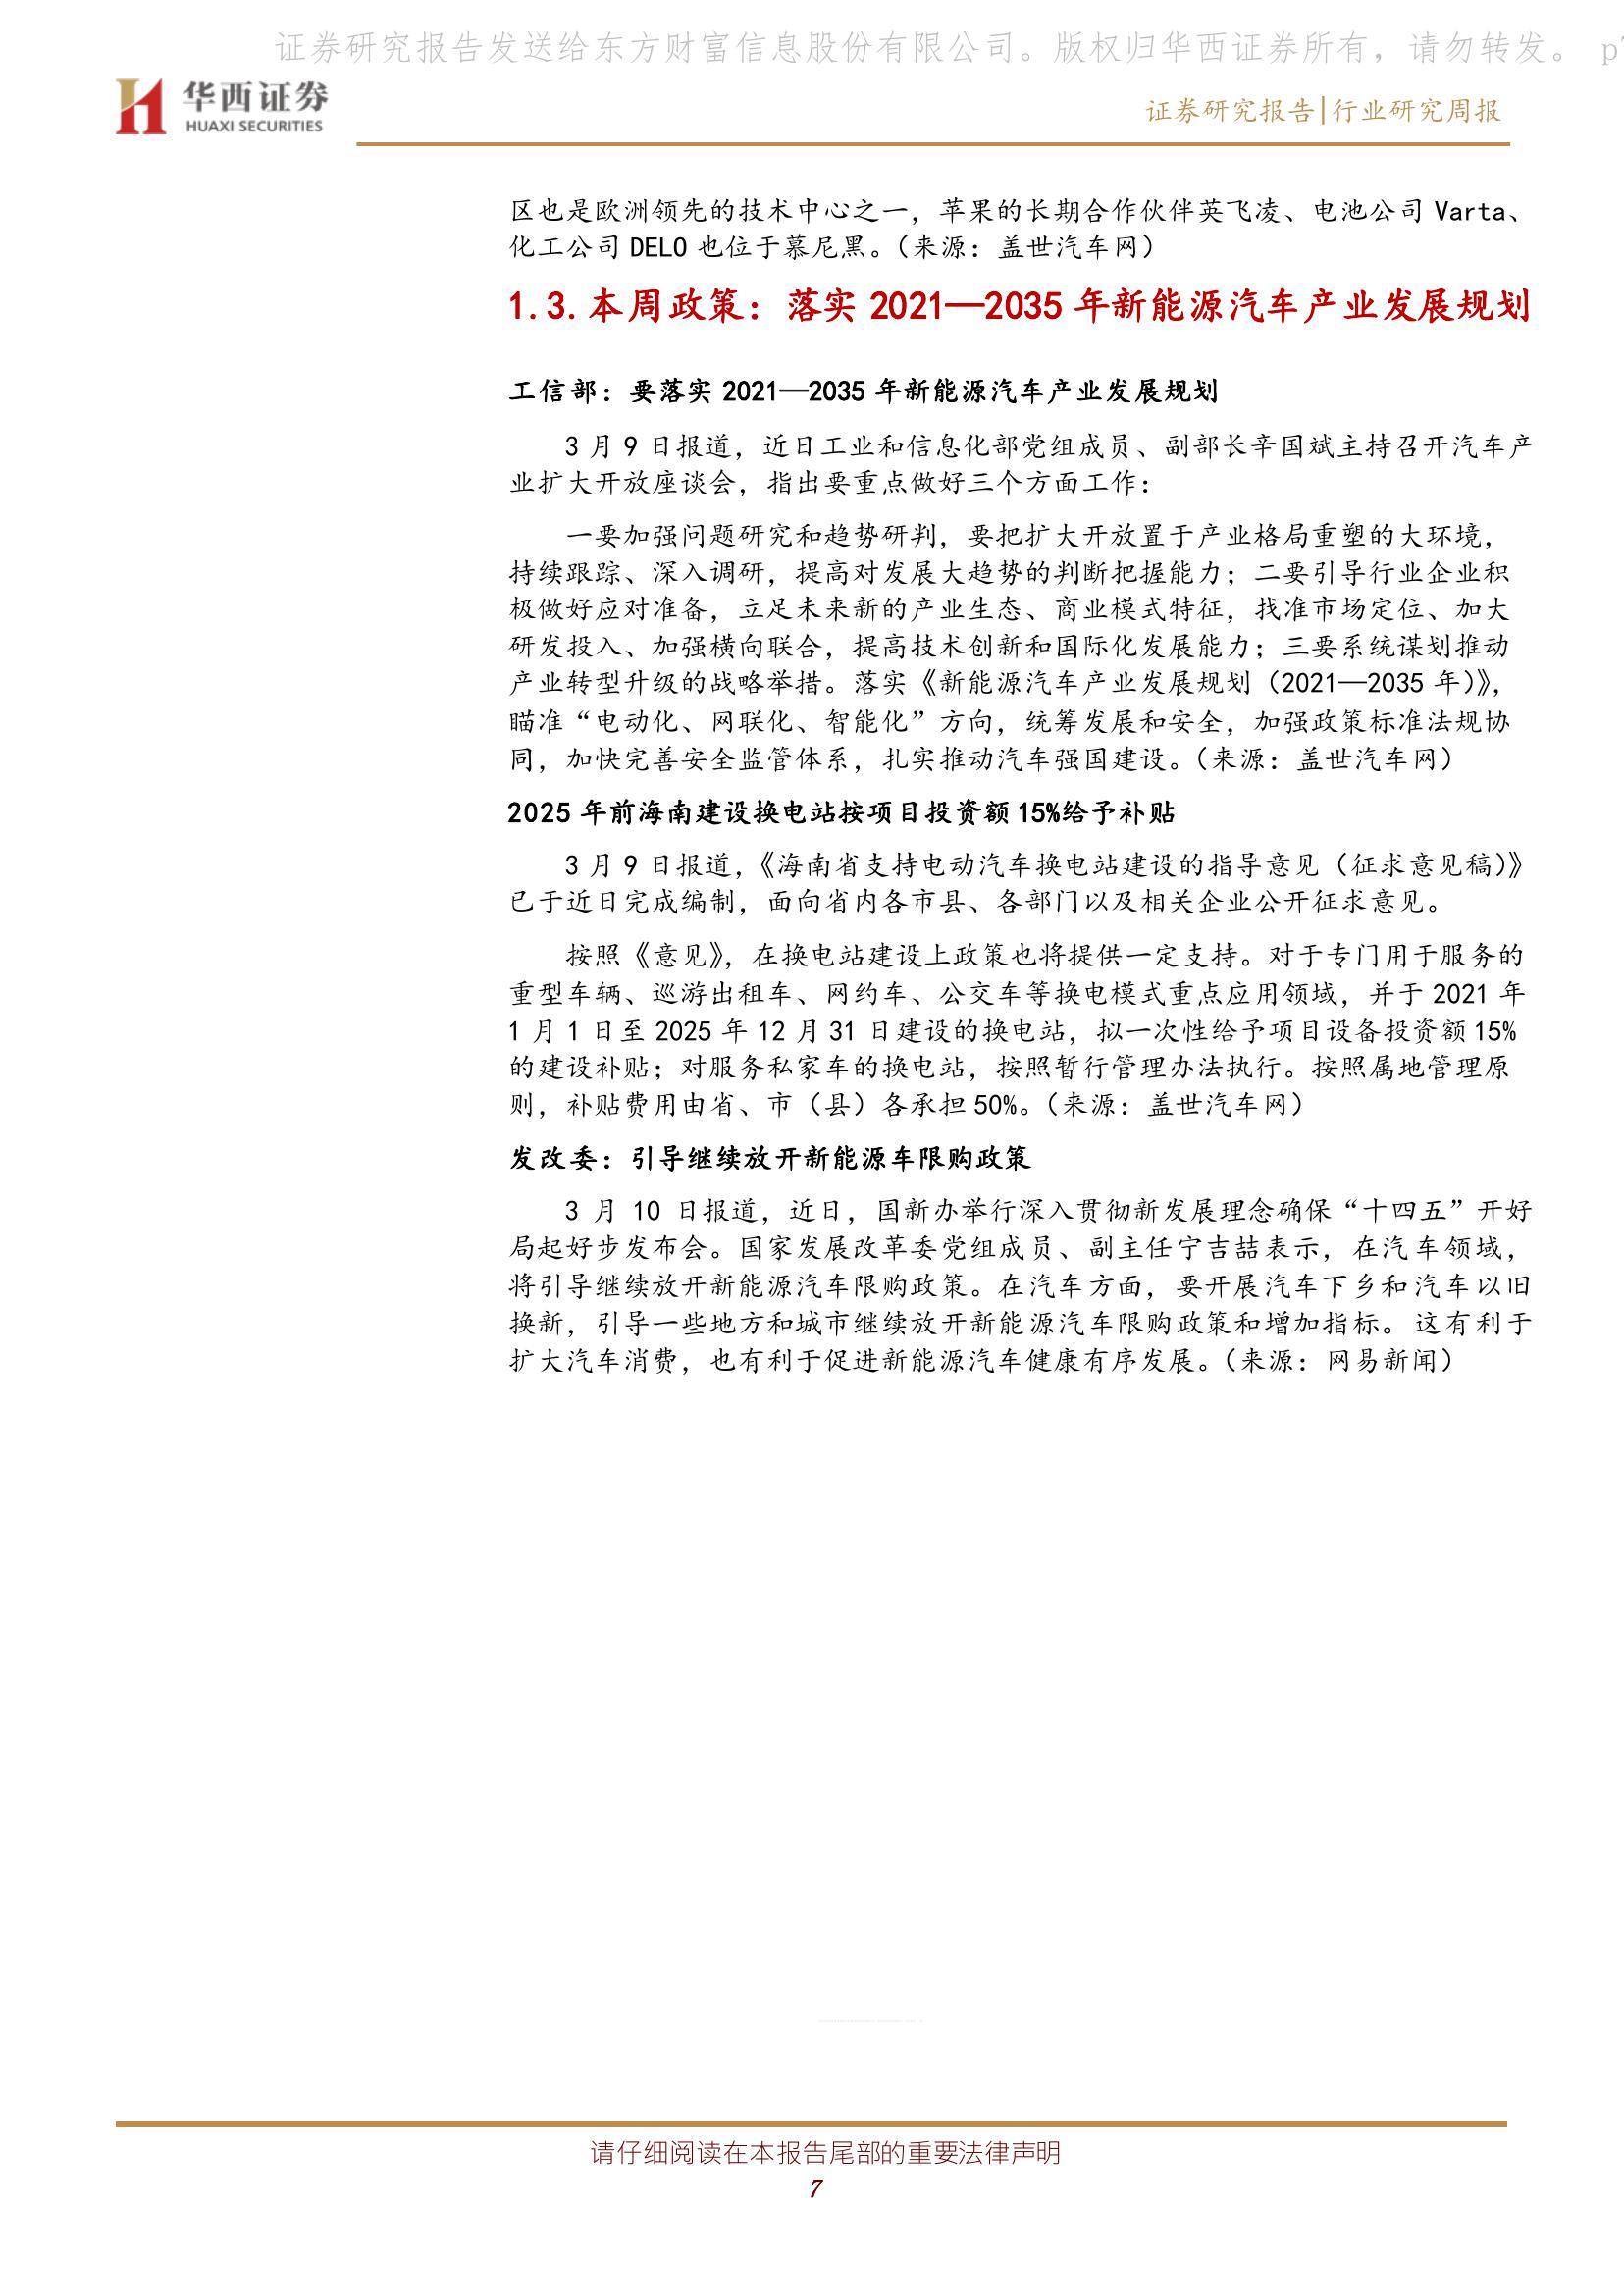 证券研究报告发送给东方财富信息股份有限公司。版权归华西证券所有，请勿转发。 p7
华西证券
HUAXI SECURITIES
证券研究报告|行业研究周报
区也是欧洲领先的技术中心之一，苹果的长期合作伙伴英飞凌、电池公司 Varta、
化工公司 DELO 也位于慕尼黑。（来源：盖世汽车网）
1.3.本周政策：落实 2021—2035 年新能源汽车产业发展规划
工信部：要落实 2021—2035 年新能源汽车产业发展规划
3 月 9 日报道，近日工业和信息化部党组成员、副部长辛国斌主持召开汽车产
业扩大开放座谈会，指出要重点做好三个方面工作：
一要加强问题研究和趋势研判，要把扩大开放置于产业格局重塑的大环境，
持续跟踪、深入调研，提高对发展大趋势的判断把握能力；二要引导行业企业积
极做好应对准备，立足未来新的产业生态、商业模式特征，找准市场定位、加大
研发投入、加强横向联合，提高技术创新和国际化发展能力；三要系统谋划推动
产业转型升级的战略举措。落实《新能源汽车产业发展规划（2021—2035 年）》，
瞄准“电动化、网联化、智能化”方向，统筹发展和安全，加强政策标准法规协
同，加快完善安全监管体系，扎实推动汽车强国建设。（来源：盖世汽车网）
2025 年前海南建设换电站按项目投资额 15%给予补贴
3 月 9 日报道，《海南省支持电动汽车换电站建设的指导意见（征求意见稿）》
已于近日完成编制，面向省内各市县、各部门以及相关企业公开征求意见。
按照《意见》，在换电站建设上政策也将提供一定支持。对于专门用于服务的
重型车辆、巡游出租车、网约车、公交车等换电模式重点应用领域，并于 2021 年
1 月 1 日至 2025 年 12 月 31 日建设的换电站，拟一次性给予项目设备投资额 15%
的建设补贴；对服务私家车的换电站，按照暂行管理办法执行。按照属地管理原
则，补贴费用由省、市（县）各承担 50%。（来源：盖世汽车网）
发改委：引导继续放开新能源车限购政策
3 月 10 日报道，近日，国新办举行深入贯彻新发展理念确保“十四五”开好
局起好步发布会。国家发展改革委党组成员、副主任宁吉喆表示，在汽车领域，
将引导继续放开新能源汽车限购政策。在汽车方面，要开展汽车下乡和汽车以旧
换新，引导一些地方和城市继续放开新能源汽车限购政策和增加指标。这有利于
扩大汽车消费，也有利于促进新能源汽车健康有序发展。（来源：网易新闻）
请仔细阅读在本报告尾部的重要法律声明
7